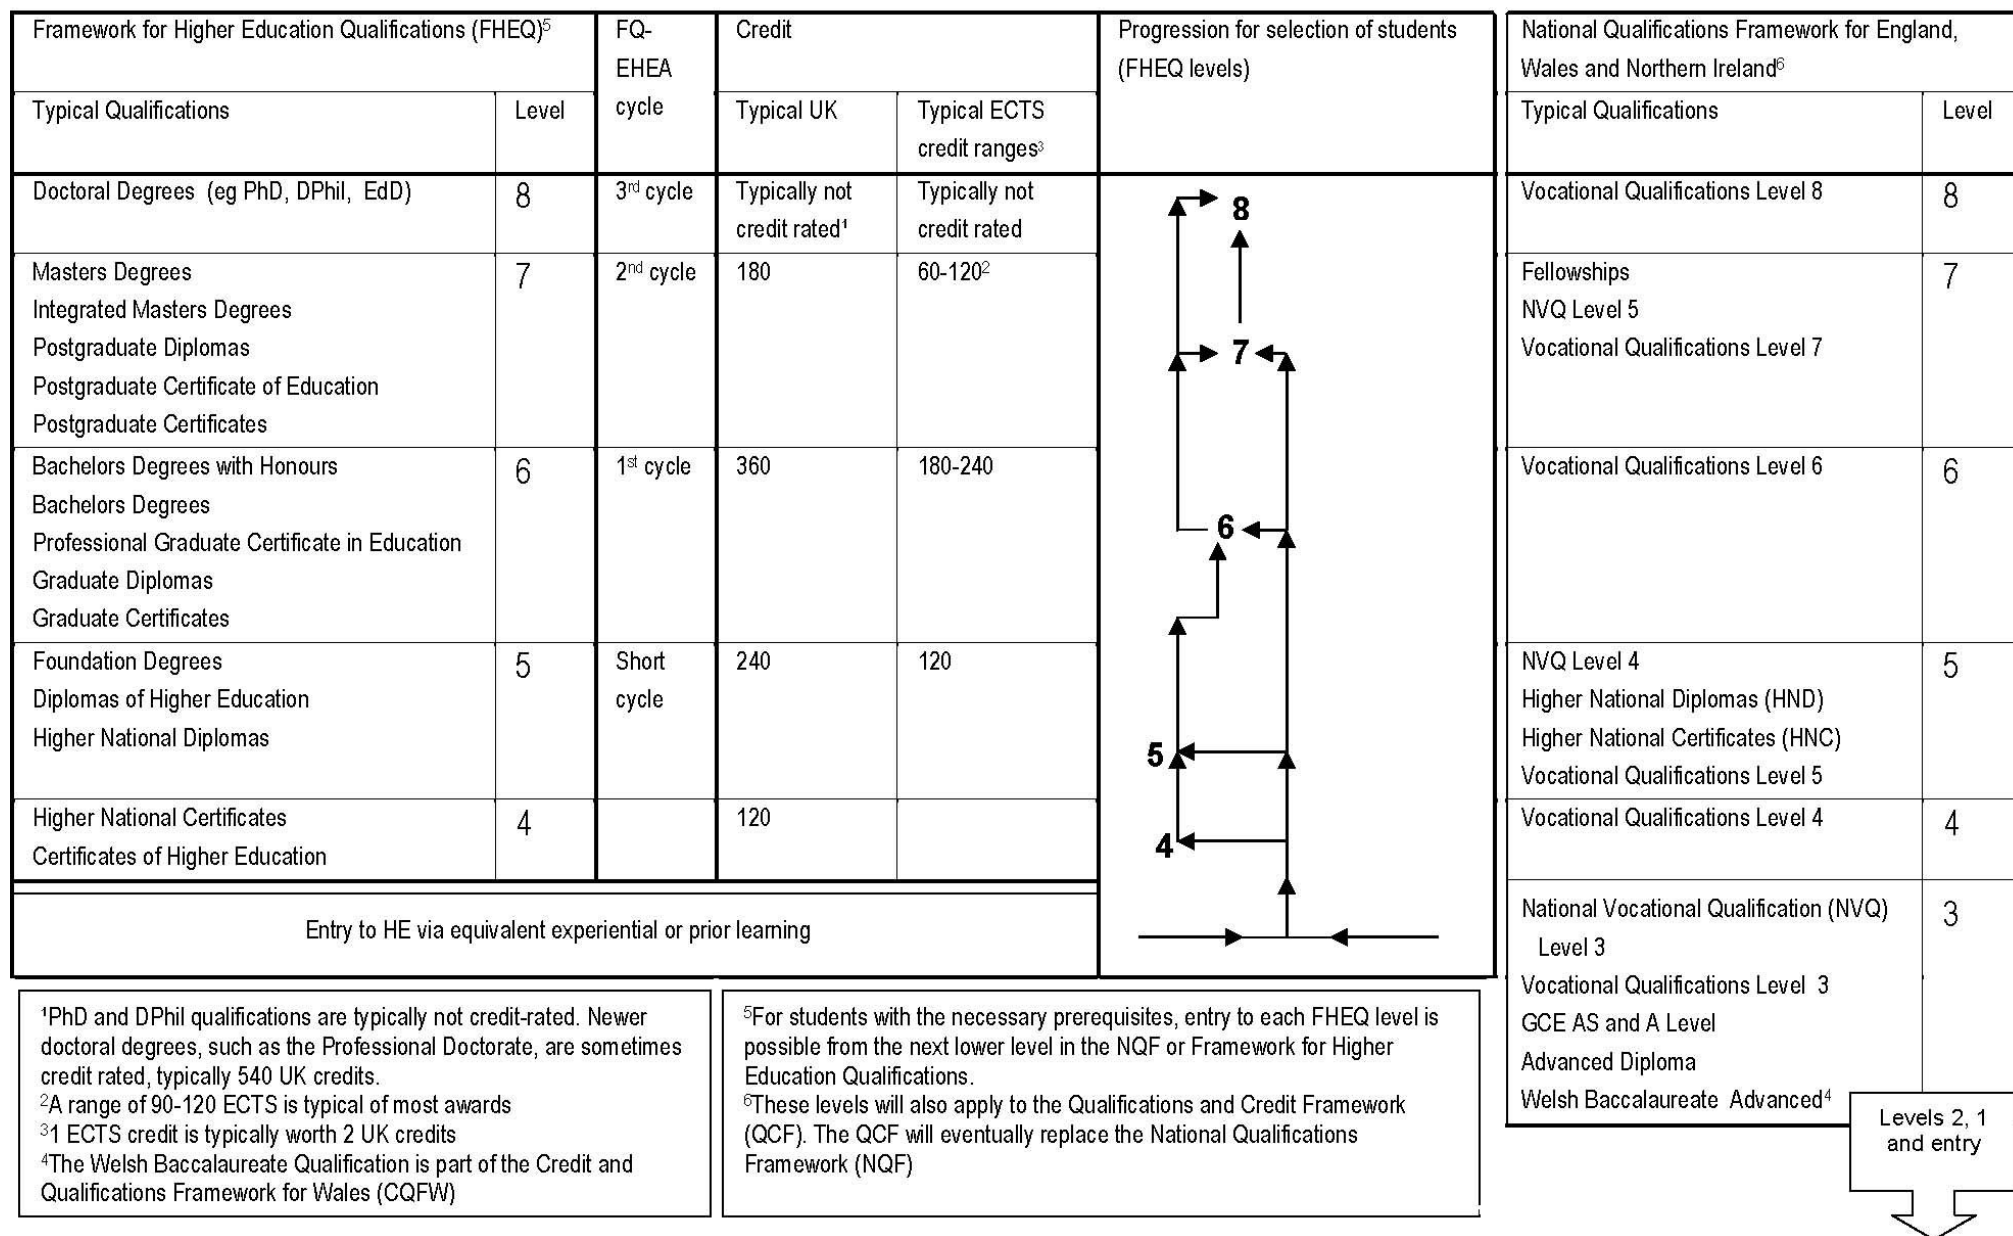 Framework for Higher Education Qualifications (FHEQ)5
FQ-
EHEA
cycle
Credit
Progression for selection of students
(FHEQ levels)
National Qualifications Framework for England,
Wales and Northern Ireland6
Typical Qualifications
Level
Typical UK
Typical ECTS
credit ranges3
Typical Qualifications
Level
Doctoral Degrees (eg PhD, DPhil, EdD)
8
3rd cycle
Typically not
credit rated1
Typically not
credit rated
8
Vocational Qualifications Level 8
8
Masters Degrees
Integrated Masters Degrees
Postgraduate Diplomas
Postgraduate Certificate of Education
Postgraduate Certificates
7
2nd cycle
180
60-1202
7
Fellowships
NVQ Level 5
Vocational Qualifications Level 7
7
Bachelors Degrees with Honours
Bachelors Degrees
Professional Graduate Certificate in Education
Graduate Diplomas
Graduate Certificates
6
1st cycle
360
180-240
6
Vocational Qualifications Level 6
6
Foundation Degrees
Diplomas of Higher Education
Higher National Diplomas
5
Short
cycle
240
120
5
NVQ Level 4
Higher National Diplomas (HND)
Higher National Certificates (HNC)
Vocational Qualifications Level 5
5
Higher National Certificates
Certificates of Higher Education
4
120
4
Vocational Qualifications Level 4
4
Entry to HE via equivalent experiential or prior learning
National Vocational Qualification (NVQ)
Level 3
Vocational Qualifications Level 3
GCE AS and A Level
Advanced Diploma
Welsh Baccalaureate Advanced4
3
1PhD and DPhil qualifications are typically not credit-rated. Newer
doctoral degrees, such as the Professional Doctorate, are sometimes
credit rated, typically 540 UK credits.
2A range of 90-120 ECTS is typical of most awards
31 ECTS credit is typically worth 2 UK credits
4The Welsh Baccalaureate Qualification is part of the Credit and
Qualifications Framework for Wales (CQFW)
5For students with the necessary prerequisites, entry to each FHEQ level is
possible from the next lower level in the NQF or Framework for Higher
Education Qualifications.
6These levels will also apply to the Qualifications and Credit Framework
(QCF). The QCF will eventually replace the National Qualifications
Framework (NQF)
Levels 2, 1
and entry